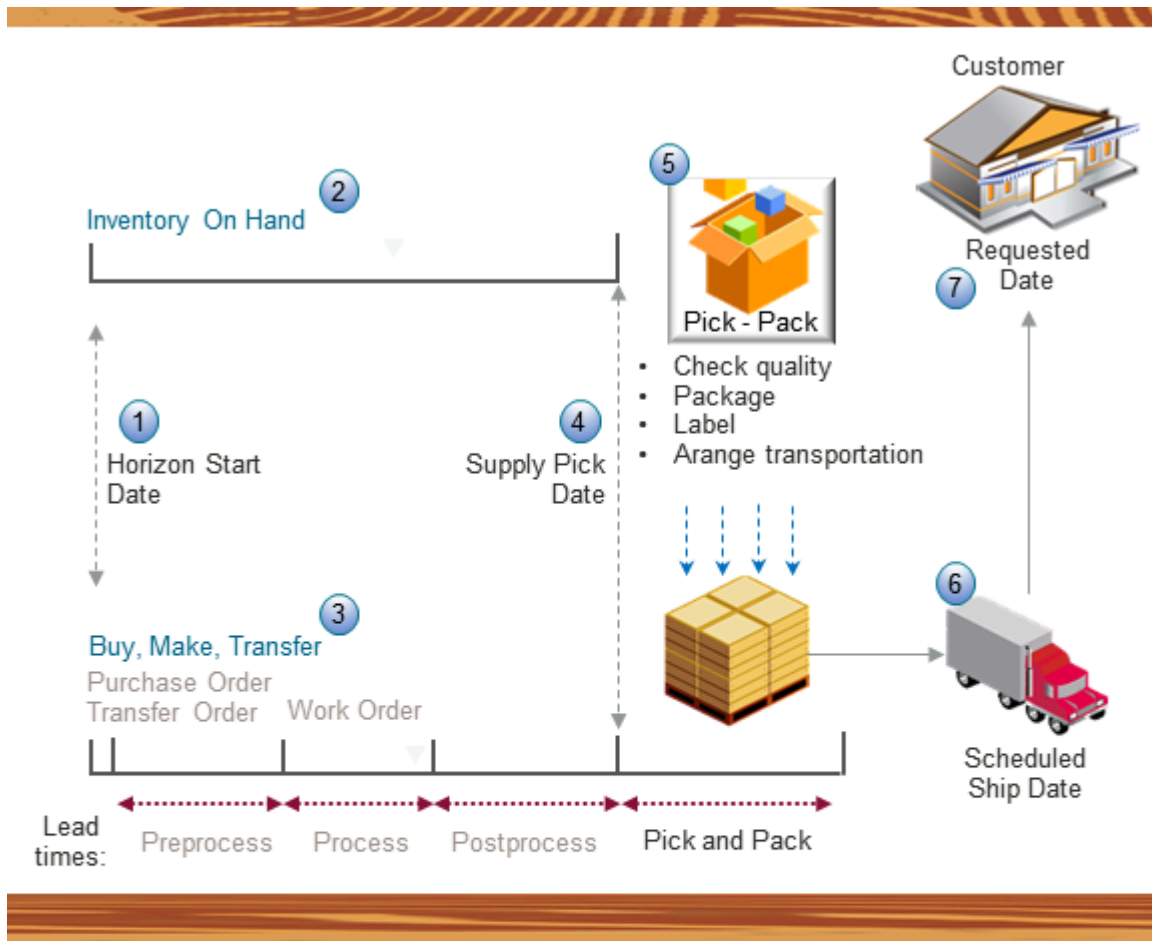 Customer
5
2
Inventory On Hand
Requested
Date
7
Pick - Pack
• Check quality
• Package
• Label
• Arange transportation
1
Horizon Start
Date
4
Supply Pick
Date
6
3
Buy, Make, Transfer
Purchase Order
Transfer Order
Work Order
Scheduled
Ship Date
Lead
times:
Preprocess
Process
Postprocess
Pick and Pack